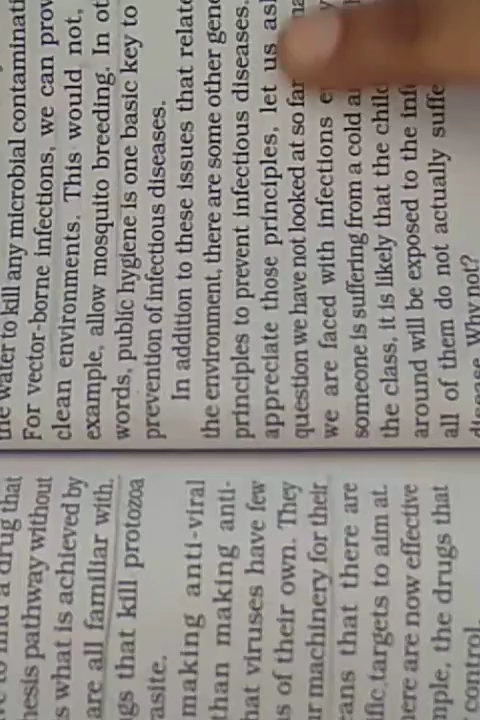 a drug that
hesis pathway without
s what is achieved by
are all familiar with.
gs that kill protozoa
asite.
making anti-viral
than making anti-
hat viruses have few
s of their own. They
r machinery for their
ans that there are
fic targets to aim at.
ere are now effective
mple, the drugs that
control
the water to kill any microbial contaminati
For vector-borne infections, we can prov
clean environments. This would not,
example, allow mosquito breeding. In ot
words, public hygiene is one basic key to
prevention of infectious diseases.
In addition to these issues that relate
the environment, there are some other gene
principles to prevent infectious diseases.
appreciate those principles, let us as
question we have not looked at so far
we are faced with infections e
someone is suffering from a cold a
the class, it is likely that the child
around will be exposed to the inf
all of them do not actually suffe
disease. Why not?